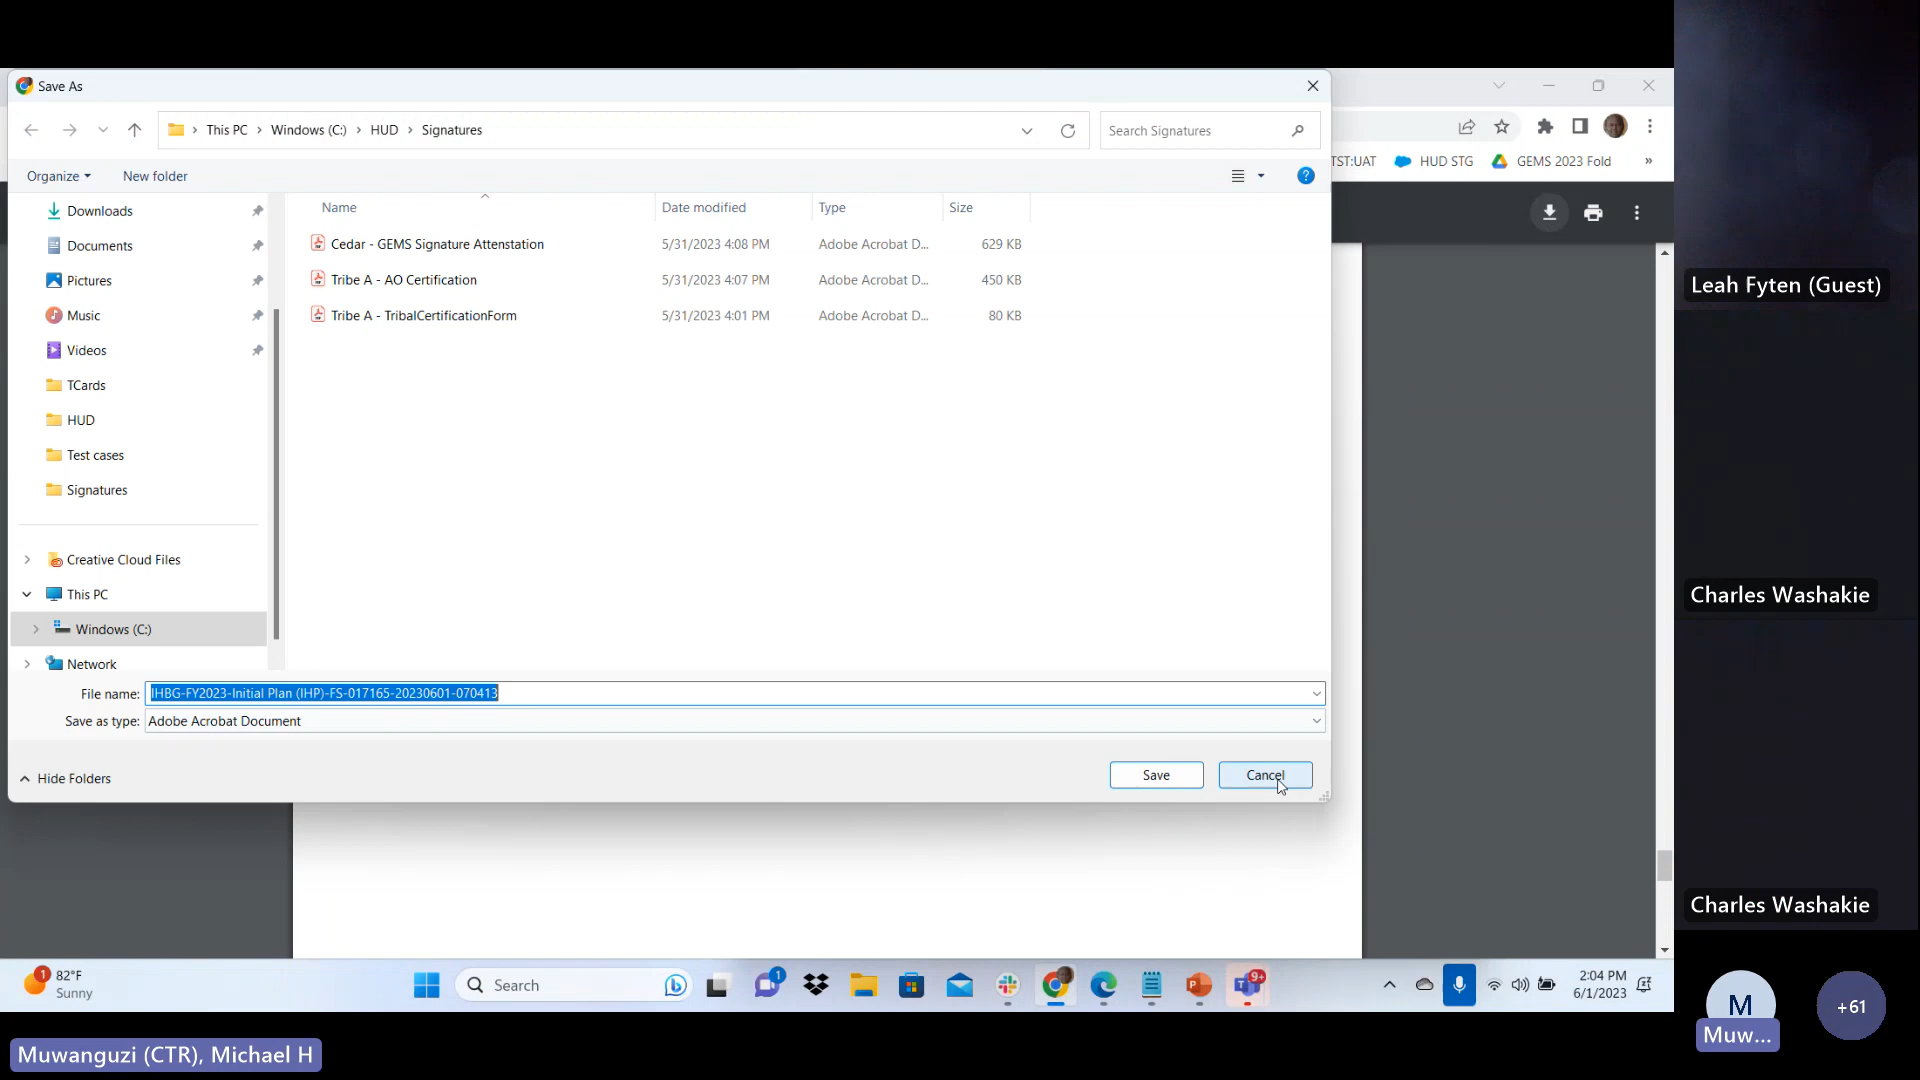 Save As
This PC > Windows (C:) > HUD > Signatures
Search Signatures
TST:UAT
HUD STG
GEMS 2023 Fold
»
Organize
New folder
Name
Date modified
Type
Size
Cedar - GEMS Signature Attenstation 5/31/2023 4:08 PM Adobe Acrobat D... 629 KB
Tribe A - AO Certification 5/31/2023 4:07 PM Adobe Acrobat D... 450 KB
Tribe A - TribalCertificationForm 5/31/2023 4:01 PM Adobe Acrobat D... 80 KB
Downloads
Documents
Pictures
Music
Videos
TCards
HUD
Test cases
Signatures
Creative Cloud Files
This PC
Windows (C:)
Network
File name: IHBG-FY2023-Initial Plan (IHP)-FS-017165-20230601-070413
Save as type: Adobe Acrobat Document
Hide Folders
Save
Cancel
Leah Fyten (Guest)
Charles Washakie
Charles Washakie
M
Muw...
+61
1
82°F
Sunny
Search
1
9+
2:04 PM
6/1/2023
Muwanguzi (CTR), Michael H